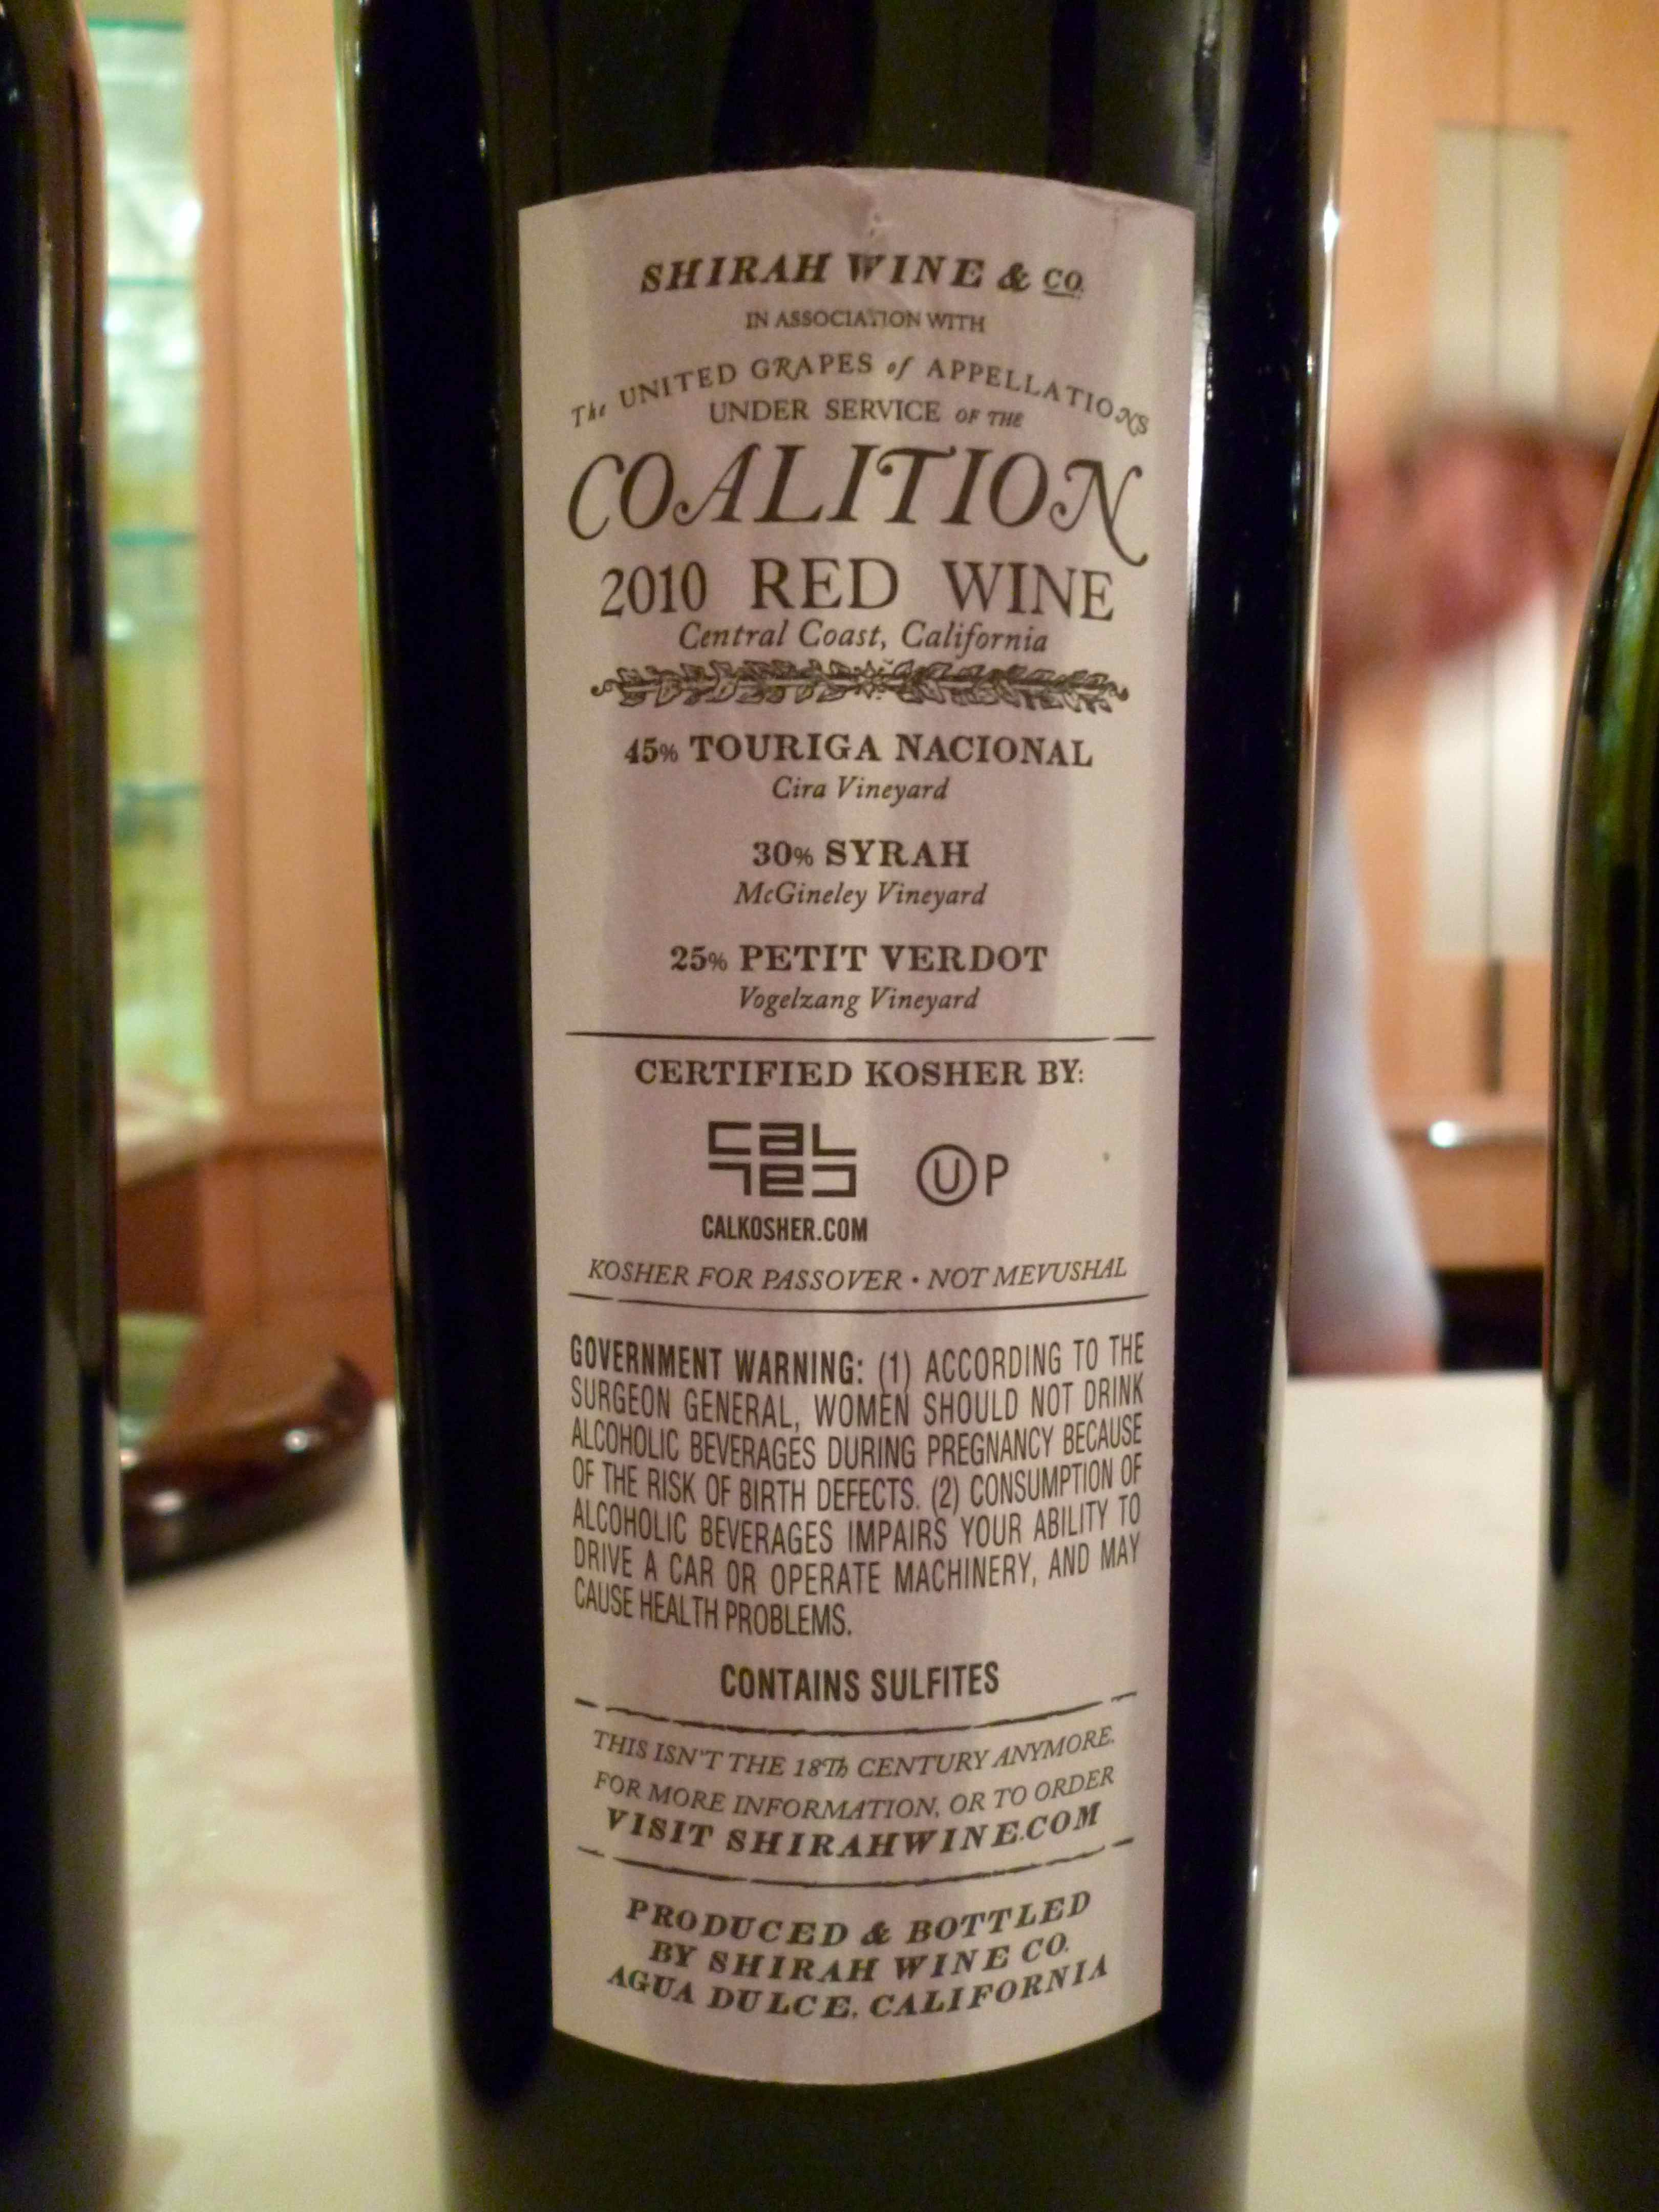 SHIRAH WINE & CO.
IN ASSOCIATION WITH
The UNITED GRAPES of APPELLATIONS
UNDER SERVICE OF THE
COALITION
2010 RED WINE
Central Coast, California
45% TOURIGA NACIONAL
Cira Vineyard
30% SYRAH
McGineley Vineyard
25% PETIT VERDOT
Vogelzang Vineyard
CERTIFIED KOSHER BY:
CAL
כשר
U P
CALKOSHER.COM
KOSHER FOR PASSOVER • NOT MEVUSHAL
GOVERNMENT WARNING: (1) ACCORDING TO THE
SURGEON GENERAL, WOMEN SHOULD NOT DRINK
ALCOHOLIC BEVERAGES DURING PREGNANCY BECAUSE
OF THE RISK OF BIRTH DEFECTS. (2) CONSUMPTION OF
ALCOHOLIC BEVERAGES IMPAIRS YOUR ABILITY TO
DRIVE A CAR OR OPERATE MACHINERY, AND MAY
CAUSE HEALTH PROBLEMS.
CONTAINS SULFITES
THIS ISN'T THE 18Th CENTURY ANYMORE.
FOR MORE INFORMATION, OR TO ORDER
VISIT SHIRAHWINE.COM
PRODUCED & BOTTLED
BY SHIRAH WINE CO.
AGUA DULCE, CALIFORNIA